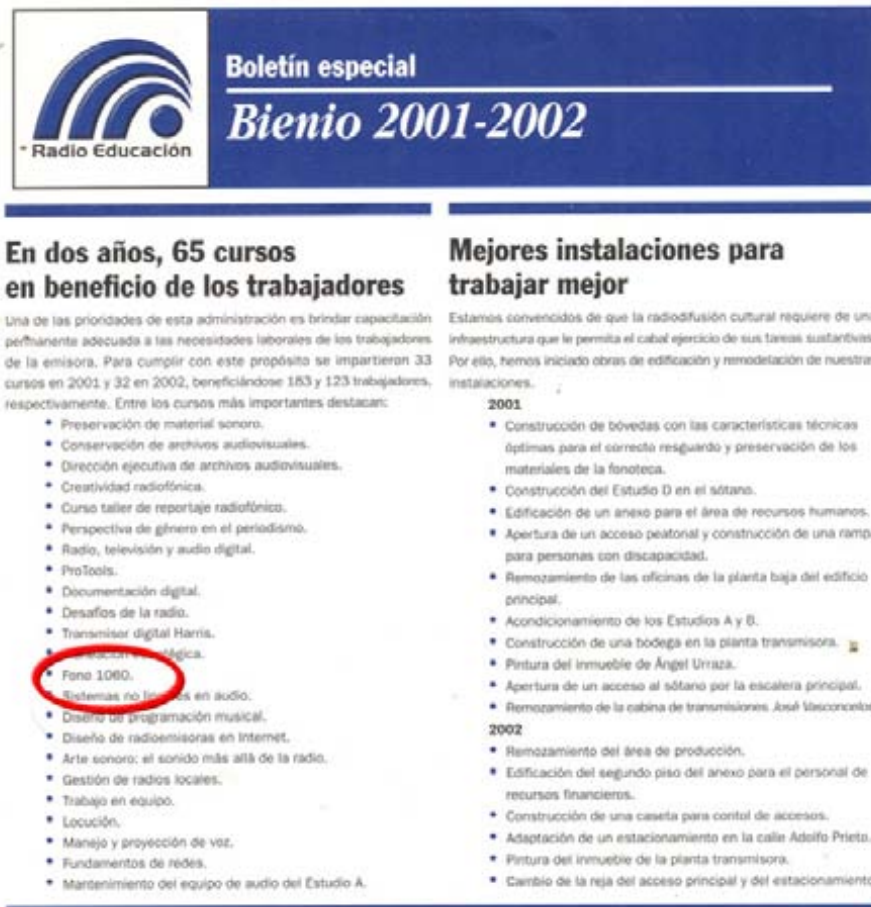 Radio Educación
Boletín especial
Bienio 2001-2002
En dos años, 65 cursos
en beneficio de los trabajadores
Una de las prioridades de esta administración es brindar capacitación
permanente adecuada a las necesidades laborales de los trabajadores
de la emisora. Para cumplir con este propósito se impartieron 33
cursos en 2001 y 32 en 2002, beneficiándose 183 y 123 trabajadores,
respectivamente. Entre los cursos más importantes destacan:
• Preservación de material sonoro.
• Conservación de archivos audiovisuales.
• Dirección ejecutiva de archivos audiovisuales.
• Creatividad radiofónica.
• Curso taller de reportaje radiofónico.
• Perspectiva de género en el periodismo.
• Radio, televisión y audio digital.
• ProTools.
• Documentación digital.
• Desafíos de la radio.
• Transmisor digital Harris.
• Fono 1060.
• Sistemas no lineales en audio.
• Diseño de programación musical.
• Diseño de radioemisoras en Internet.
• Arte sonoro: el sonido más allá de la radio.
• Gestión de radios locales.
• Trabajo en equipo.
• Locución.
• Manejo y proyección de voz.
• Fundamentos de redes.
• Mantenimiento del equipo de audio del Estudio A.
Mejores instalaciones para
trabajar mejor
Estamos convencidos de que la radiodifusión cultural requiere de una
infraestructura que le permita el cabal ejercicio de sus tareas sustantivas
Por ello, hemos iniciado obras de edificación y remodelación de nuestras
instalaciones.
2001
• Construcción de bóvedas con las características técnicas
óptimas para el correcto resguardo y preservación de los
materiales de la fonoteca.
• Construcción del Estudio D en el sótano.
• Edificación de un anexo para el área de recursos humanos.
• Apertura de un acceso peatonal y construcción de una rampa
para personas con discapacidad.
• Remozamiento de las oficinas de la planta baja del edificio
principal.
• Acondicionamiento de los Estudios A y B.
• Construcción de una bodega en la planta transmisora.
• Pintura del inmueble de Ángel Urraza.
• Apertura de un acceso al sótano por la escalera principal.
• Remozamiento de la cabina de transmisiones José Vasconcelos
2002
• Remozamiento del área de producción.
• Edificación del segundo piso del anexo para el personal de
recursos financieros.
• Construcción de una caseta para contol de accesos.
• Adaptación de un estacionamiento en la calle Adolfo Prieto.
• Pintura del inmueble de la planta transmisora.
• Cambio de la reja del acceso principal y del estacionamiento